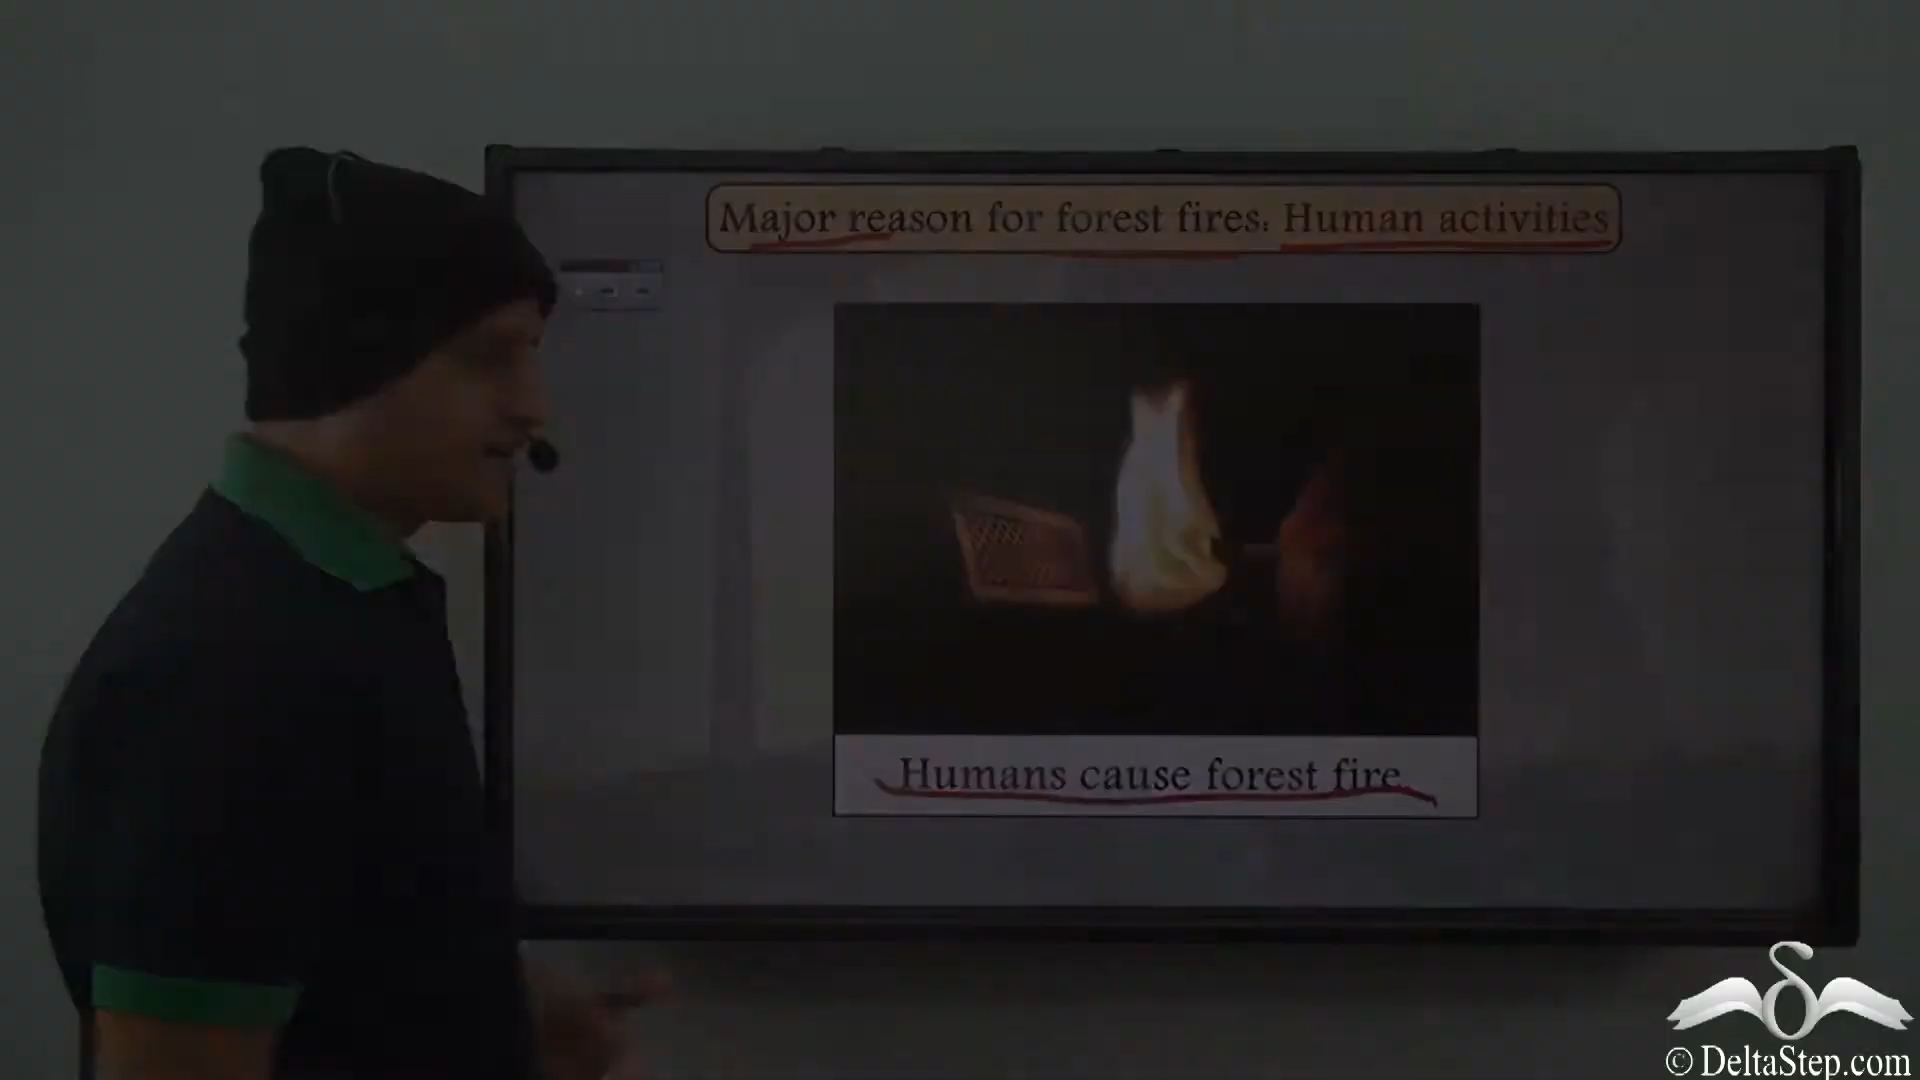 Major reason for forest fires: Human activities
Humans cause forest fire
© DeltaStep.com